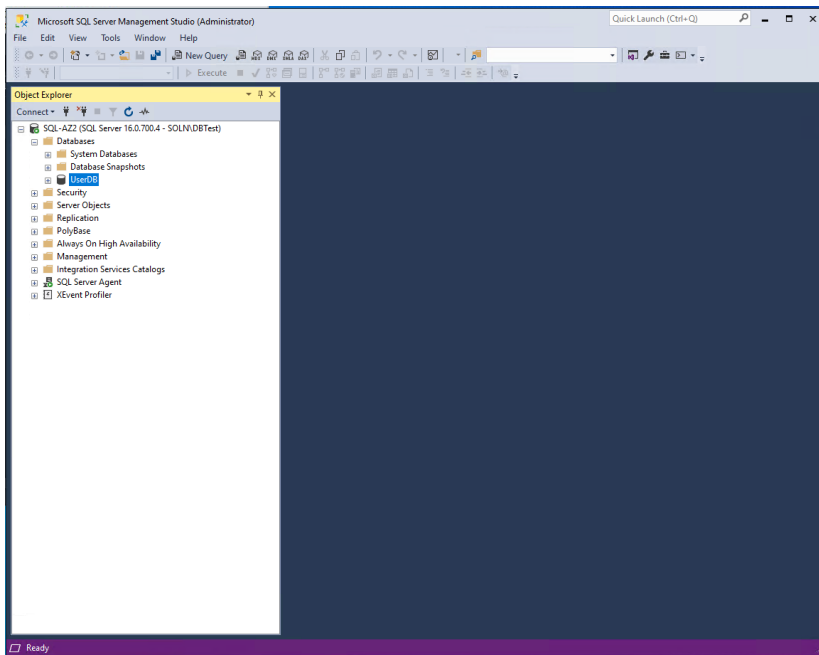 Microsoft SQL Server Management Studio (Administrator)
Quick Launch (Ctrl+Q)
File Edit View Tools Window Help
New Query
Execute
Object Explorer
Connect
SQL-AZ2 (SQL Server 16.0.700.4 - SOLN\DBTest)
Databases
System Databases
Database Snapshots
UserDB
Security
Server Objects
Replication
PolyBase
Always On High Availability
Management
Integration Services Catalogs
SQL Server Agent
XEvent Profiler
Ready